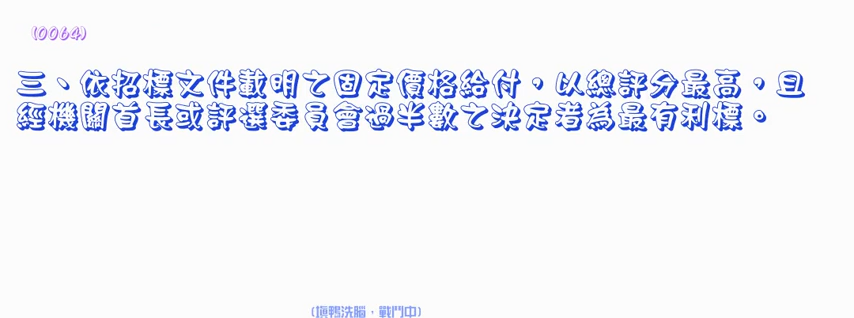 (0064)
三、依招標文件載明之固定價格給付，以總評分最高，且
經機關首長或評選委員會過半數之決定者為最有利標。
(填鴨洗腦，戰鬥中)